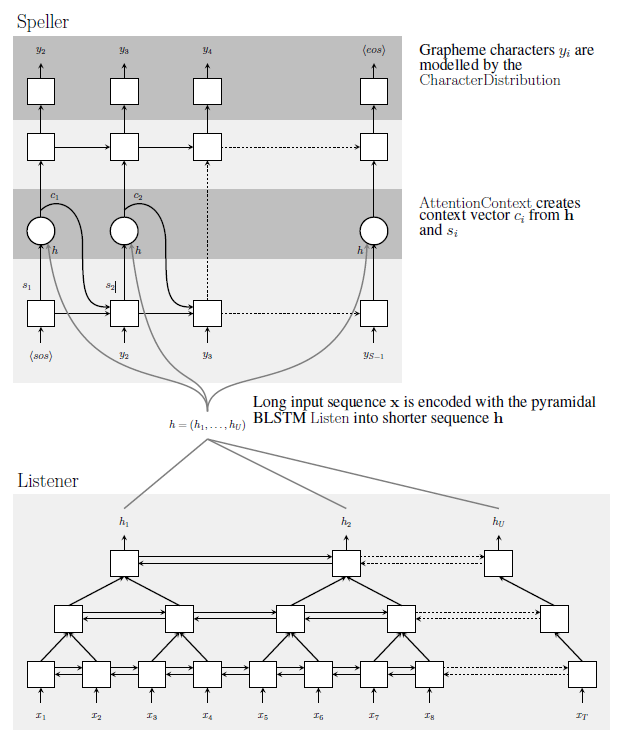 Speller
y2 y3 y4 ⟨eos⟩
Grapheme characters yi are
modelled by the
CharacterDistribution
c1 c2
AttentionContext creates
context vector ci from h
and si
h h h
s1 s2
⟨sos⟩ y2 y3 yS−1
Long input sequence x is encoded with the pyramidal
BLSTM Listen into shorter sequence h
h = (h1, . . . , hU)
Listener
h1 h2 hU
x1 x2 x3 x4 x5 x6 x7 x8 xT